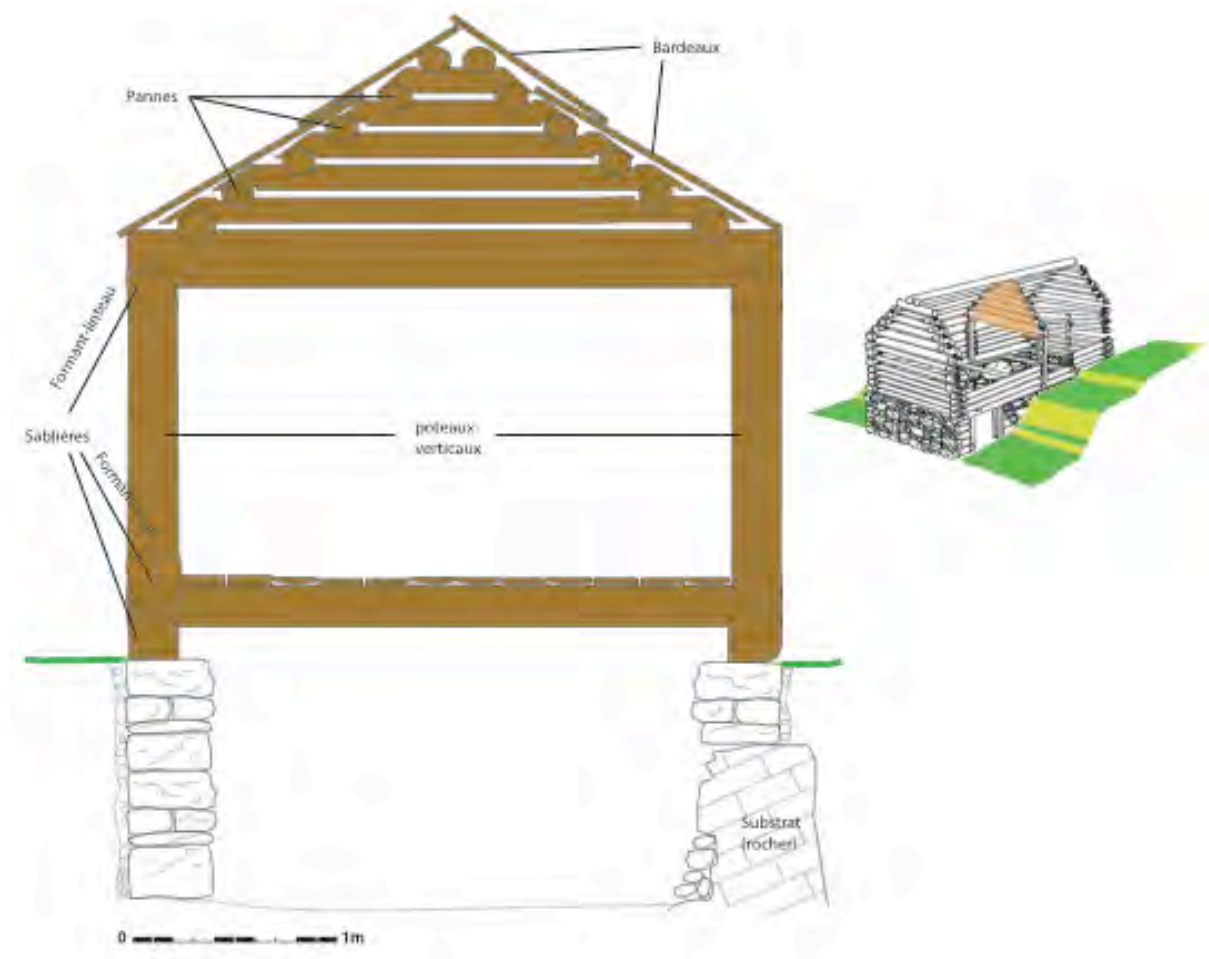 Bardeaux
Pannes
Formant-linteau
Sablières
poteaux
verticaux
Substrat
(rocher)
0 1m